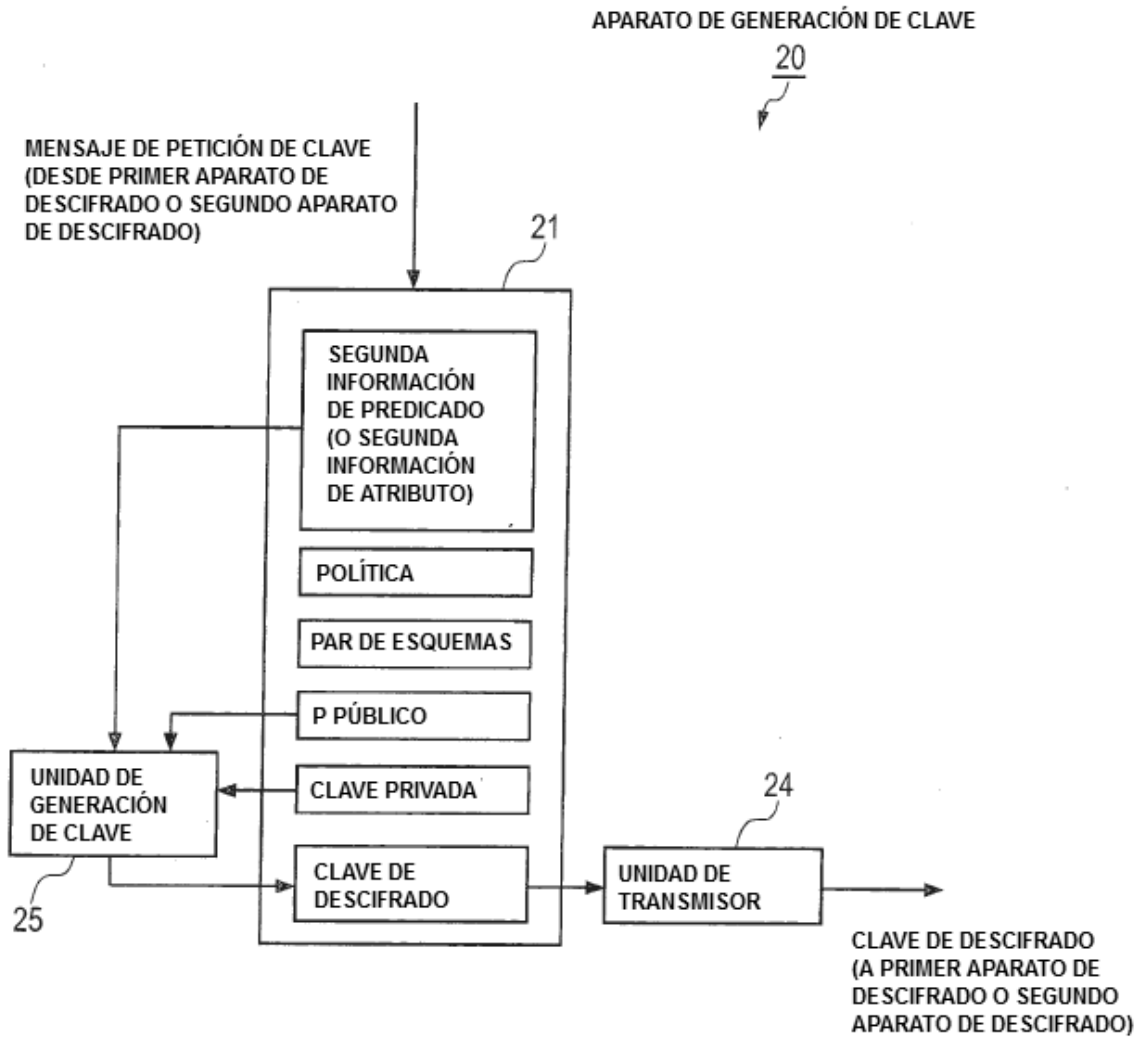 APARATO DE GENERACIÓN DE CLAVE
20
MENSAJE DE PETICIÓN DE CLAVE
(DESDE PRIMER APARATO DE
DESCIFRADO O SEGUNDO APARATO
DE DESCIFRADO)
21
SEGUNDA
INFORMACIÓN
DE PREDICADO
(O SEGUNDA
INFORMACIÓN
DE ATRIBUTO)
POLÍTICA
PAR DE ESQUEMAS
P PÚBLICO
UNIDAD DE
GENERACIÓN
DE CLAVE
25
CLAVE PRIVADA
CLAVE DE
DESCIFRADO
24
UNIDAD DE
TRANSMISOR
CLAVE DE DESCIFRADO
(A PRIMER APARATO DE
DESCIFRADO O SEGUNDO
APARATO DE DESCIFRADO)